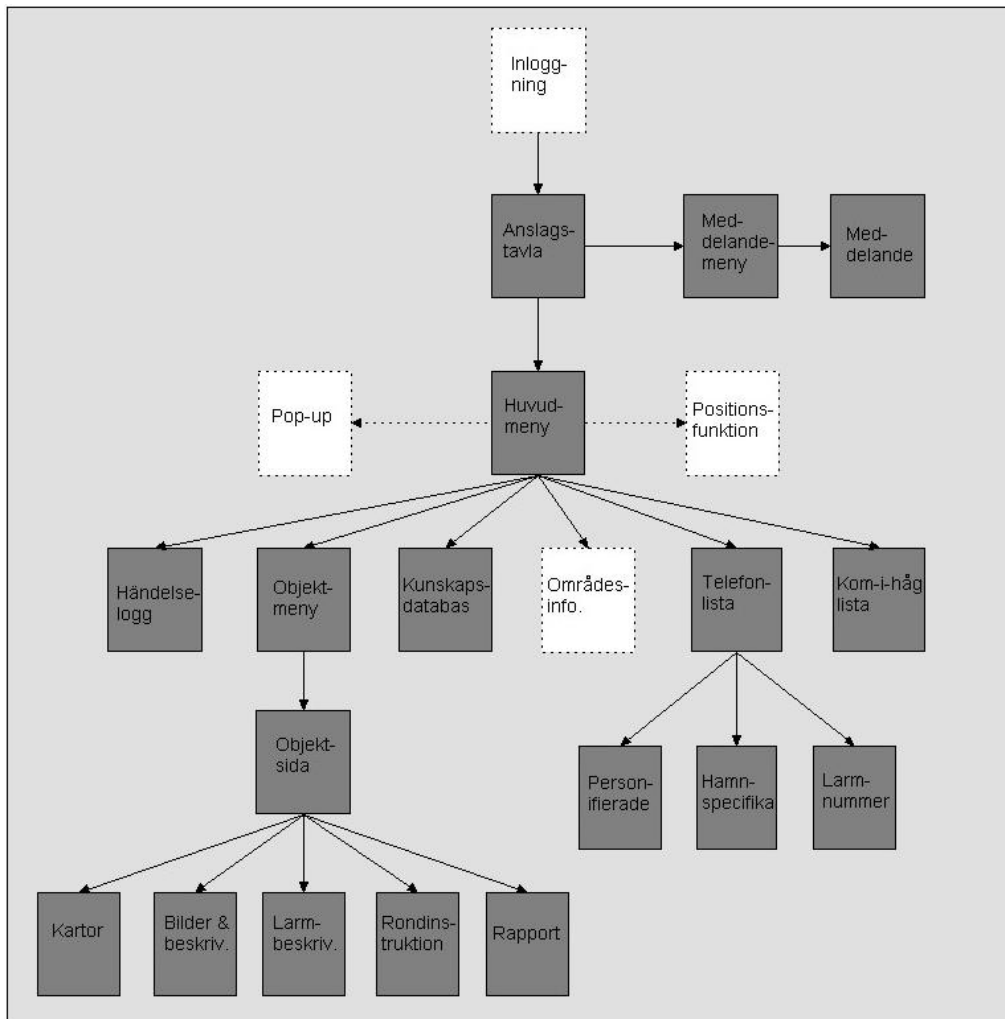 Inlogg-
ning
Anslags-
tavla
Med-
delande-
meny
Med-
delande
Pop-up
Huvud-
meny
Positions-
funktion
Händelse-
logg
Objekt-
meny
Kunskaps-
databas
Områdes-
info.
Telefon-
lista
Kom-i-håg
lista
Objekt-
sida
Person-
ifierade
Hamn-
specifika
Larm-
nummer
Kartor
Bilder &
beskriv.
Larm-
beskriv.
Rondins-
truktion
Rapport